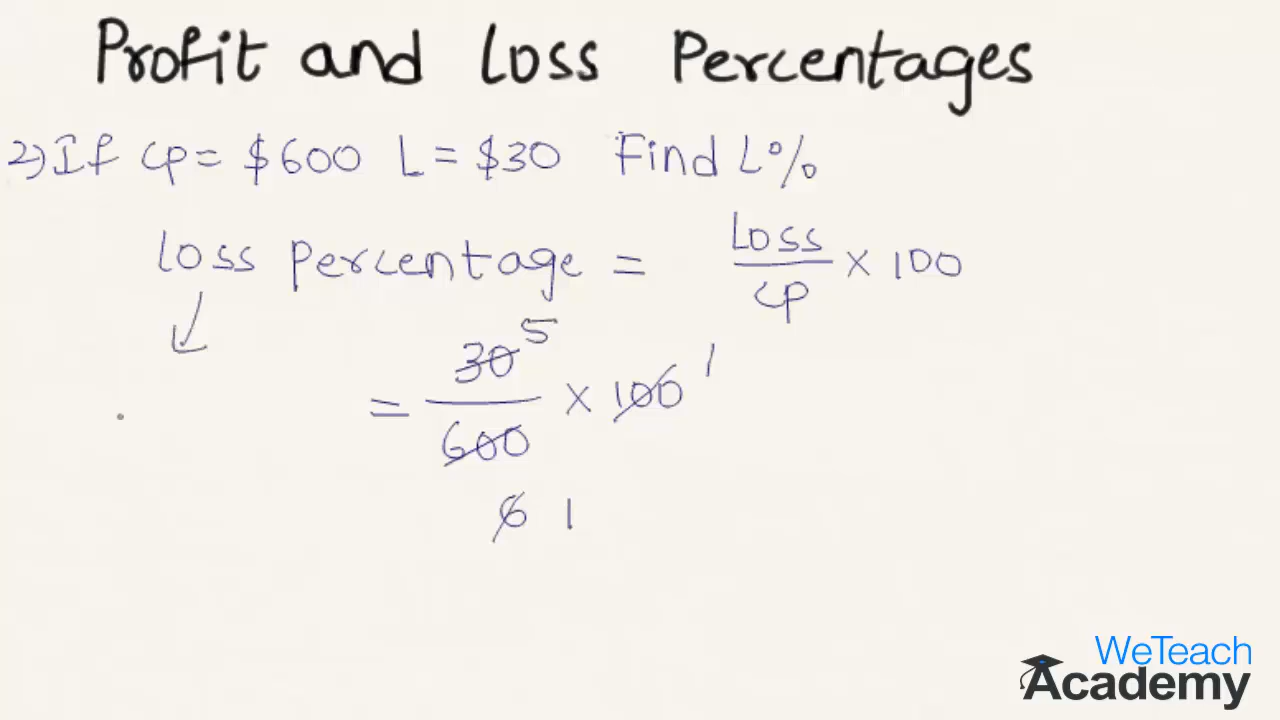 Profit and Loss Percentages
2) If CP = $600 L = $30 Find L%
loss percentage = Loss/CP × 100
= 30/600 × 100
5
1
6 1
WeTeach
Academy